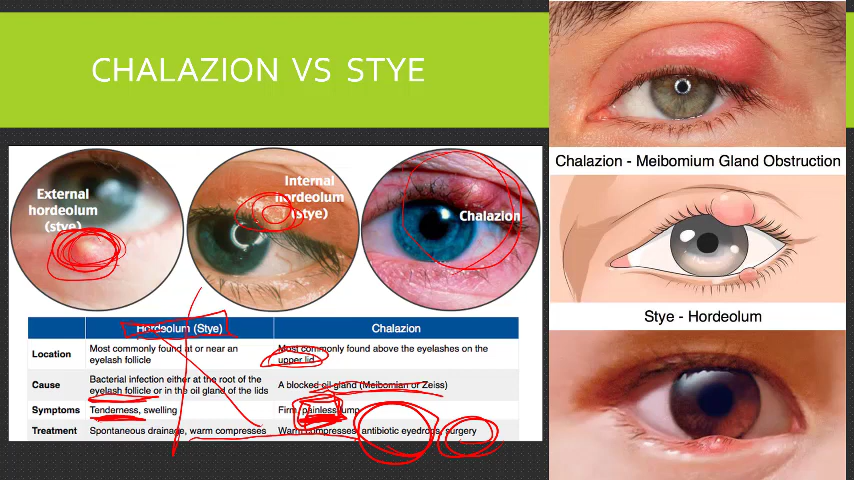 CHALAZION VS STYE
External
hordeolum
(stye)
Internal
hordeolum
(stye)
Chalazion
Hordeolum (Stye)
Chalazion
Location
Most commonly found at or near an
eyelash follicle
Most commonly found above the eyelashes on the
upper lid
Cause
Bacterial infection either at the root of the
eyelash follicle or in the oil gland of the lids
A blocked oil gland (Meibomian or Zeiss)
Symptoms
Tenderness, swelling
Firm, painless lump
Treatment
Spontaneous drainage, warm compresses
Warm compresses, antibiotic eyedrops, surgery
Chalazion - Meibomium Gland Obstruction
Stye - Hordeolum